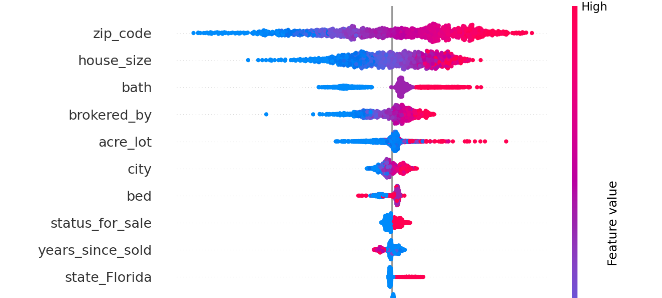 High
zip_code
house_size
bath
brokered_by
acre_lot
city
bed
status_for_sale
years_since_sold
state_Florida
Feature value